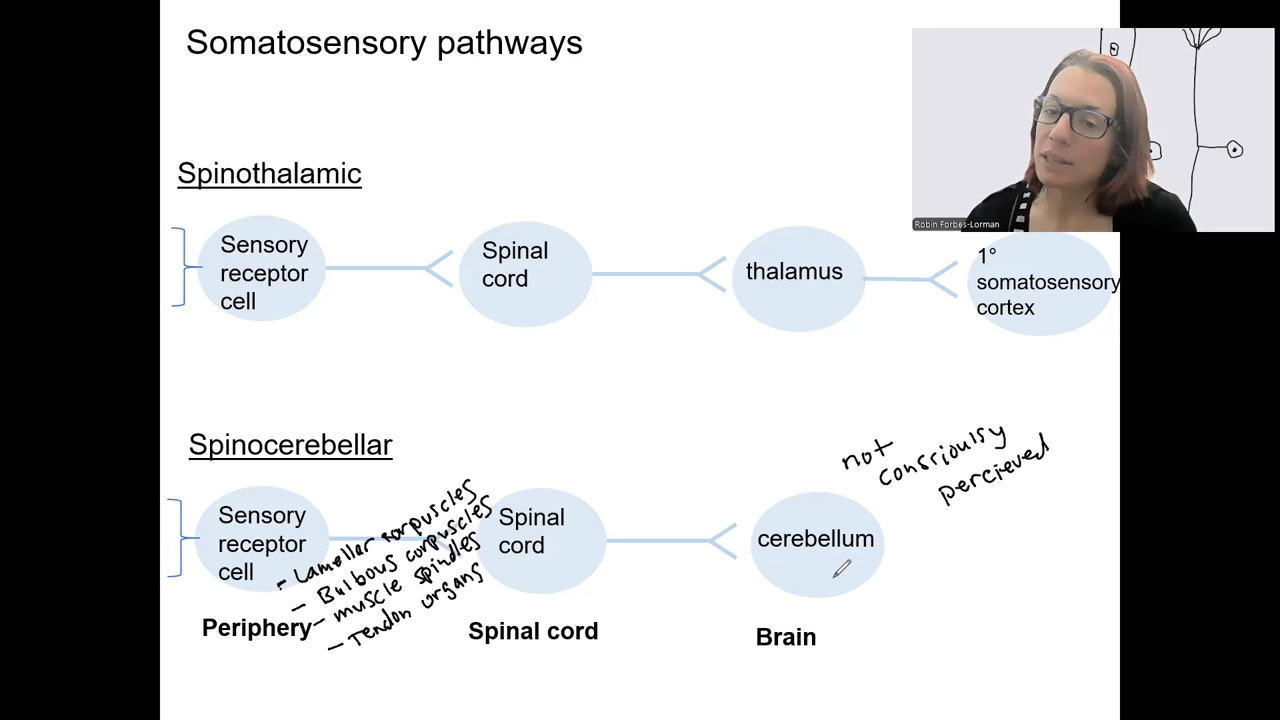 Somatosensory pathways
Robin Forbes-Lorman
Spinothalamic
Sensory
receptor
cell
Spinal
cord
thalamus
1°
somatosensory
cortex
Spinocerebellar
not
consriously
percieved
Sensory
receptor
cell
- Lamellar corpuscles
- Bulbous corpuscles
- muscle spindles
- Tendon organs
Spinal
cord
cerebellum
Periphery
Spinal cord
Brain